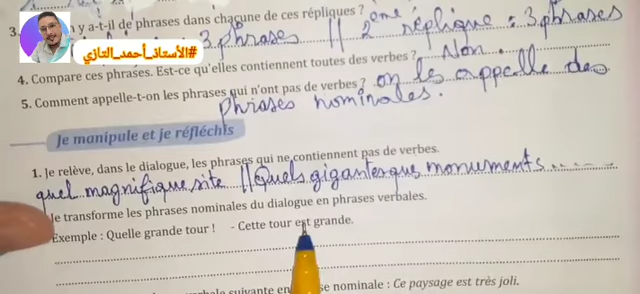 3. n y a-t-il de phrases dans chacune de ces répliques ?
3 phrases || 2ème réplique : 3 phrases
#الأستاذ_أحمد_التازي
4. Compare ces phrases. Est-ce qu'elles contiennent toutes des verbes ? Non.
5. Comment appelle-t-on les phrases qui n'ont pas de verbes ? on les appelle des
phrases nominales.
Je manipule et je réfléchis
1. Je relève, dans le dialogue, les phrases qui ne contiennent pas de verbes.
quel magnifique site || Quels gigantesques monuments
Je transforme les phrases nominales du dialogue en phrases verbales.
Exemple : Quelle grande tour ! - Cette tour est grande.
suivante en se nominale : Ce paysage est très joli.